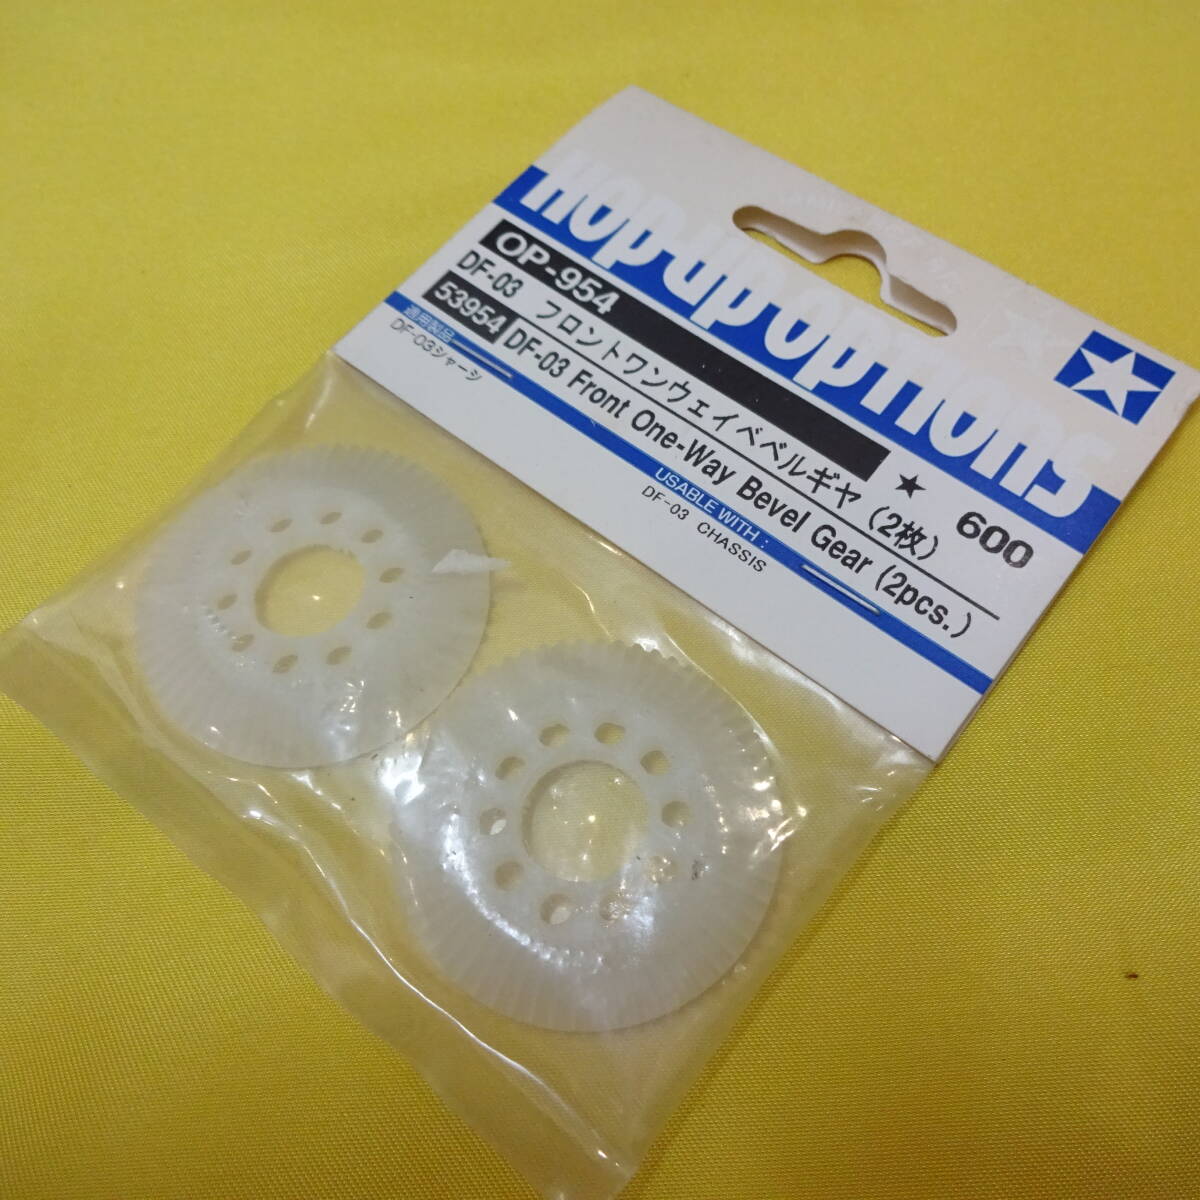 HOP-UP OPTIONS
OP-954
DF-03 フロントワンウェイベベルギヤ (2枚) ★ 600
53954 DF-03 Front One-Way Bevel Gear (2pcs.)
適用製品
DF-03シャーシ
USABLE WITH :
DF-03 CHASSIS